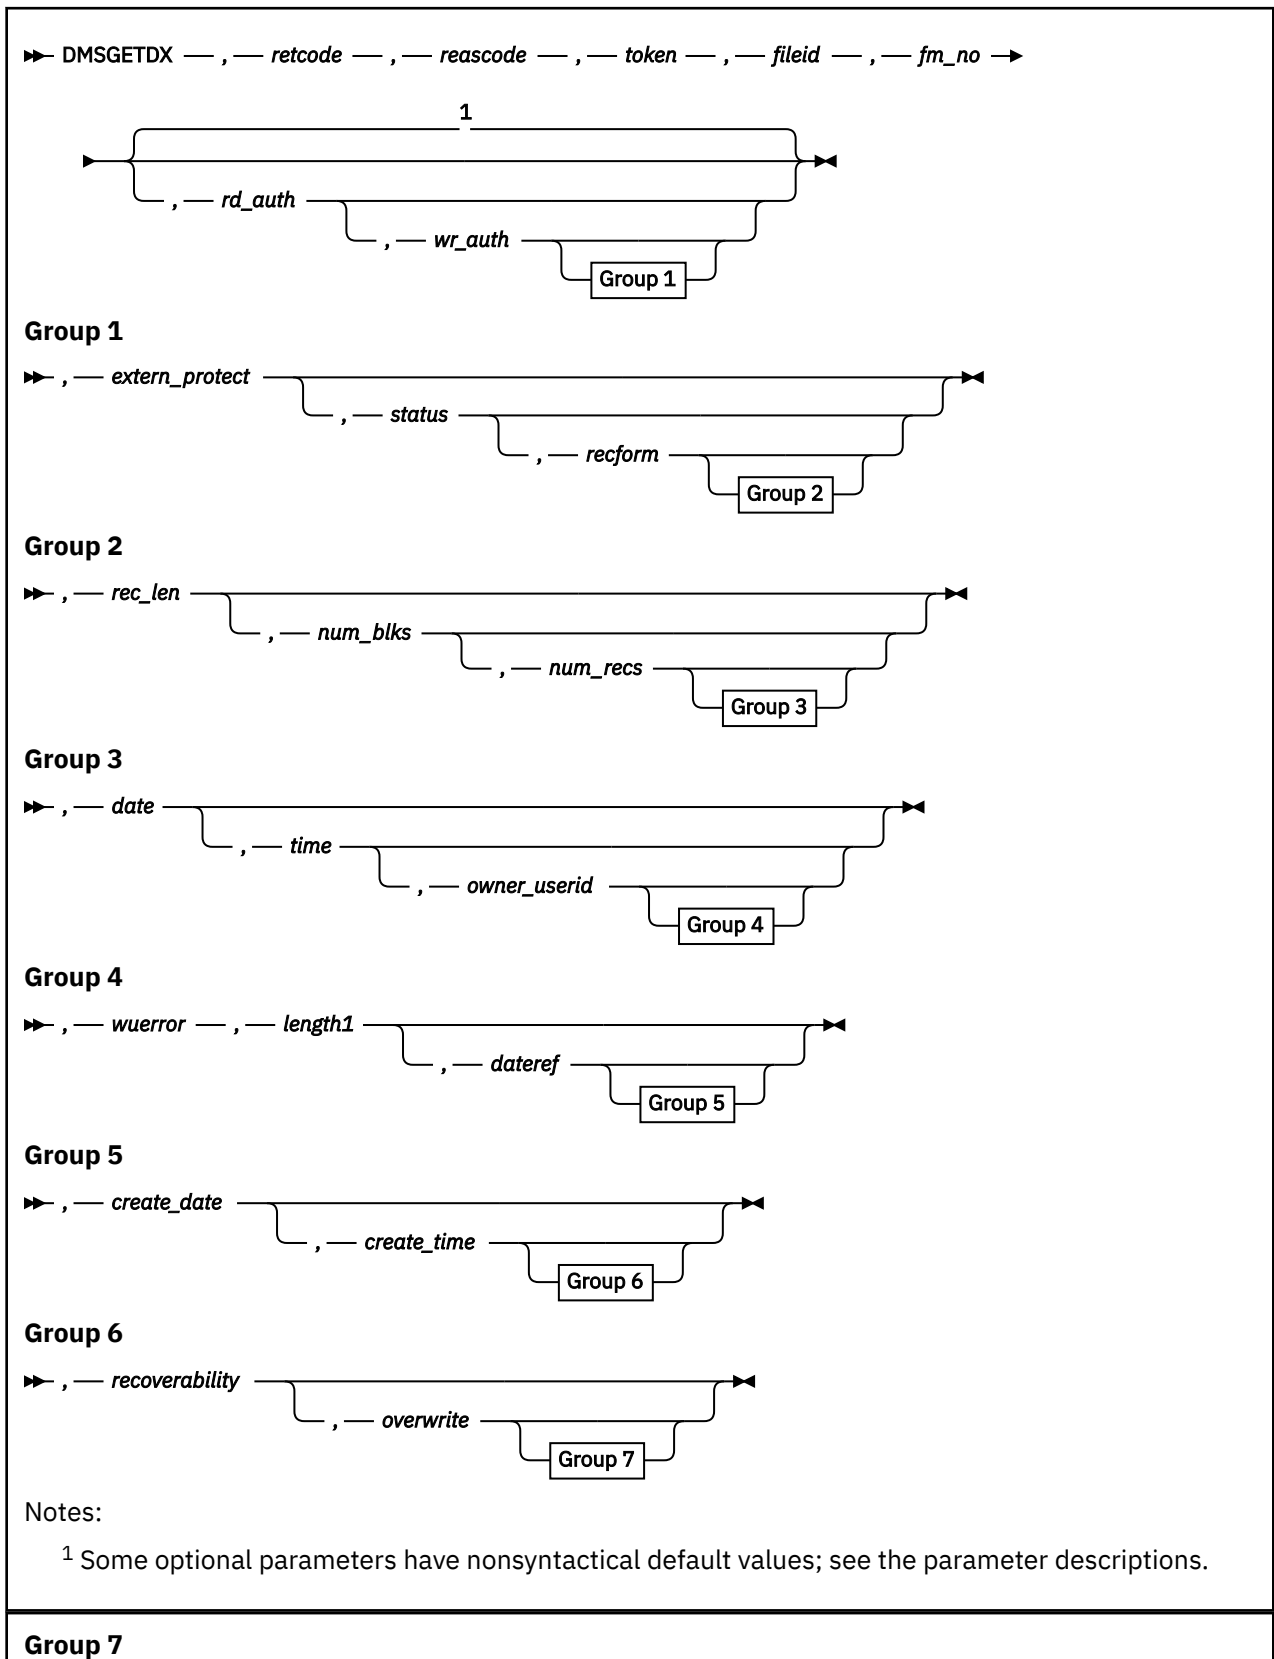 DMSGETDX , retcode , reascode , token , fileid , fm_no
1
, rd_auth
, wr_auth
Group 1
Group 1
, extern_protect
, status
, recform
Group 2
Group 2
, rec_len
, num_blks
, num_recs
Group 3
Group 3
, date
, time
, owner_userid
Group 4
Group 4
, wuerror , length1
, dateref
Group 5
Group 5
, create_date
, create_time
Group 6
Group 6
, recoverability
, overwrite
Group 7
Notes:
1 Some optional parameters have nonsyntactical default values; see the parameter descriptions.
Group 7